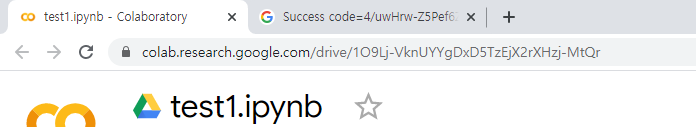 test1.ipynb - Colaboratory
Success code=4/uwHrw-Z5Pef6
colab.research.google.com/drive/1O9Lj-VknUYYgDxD5TzEjX2rXHzj-MtQr
test1.ipynb